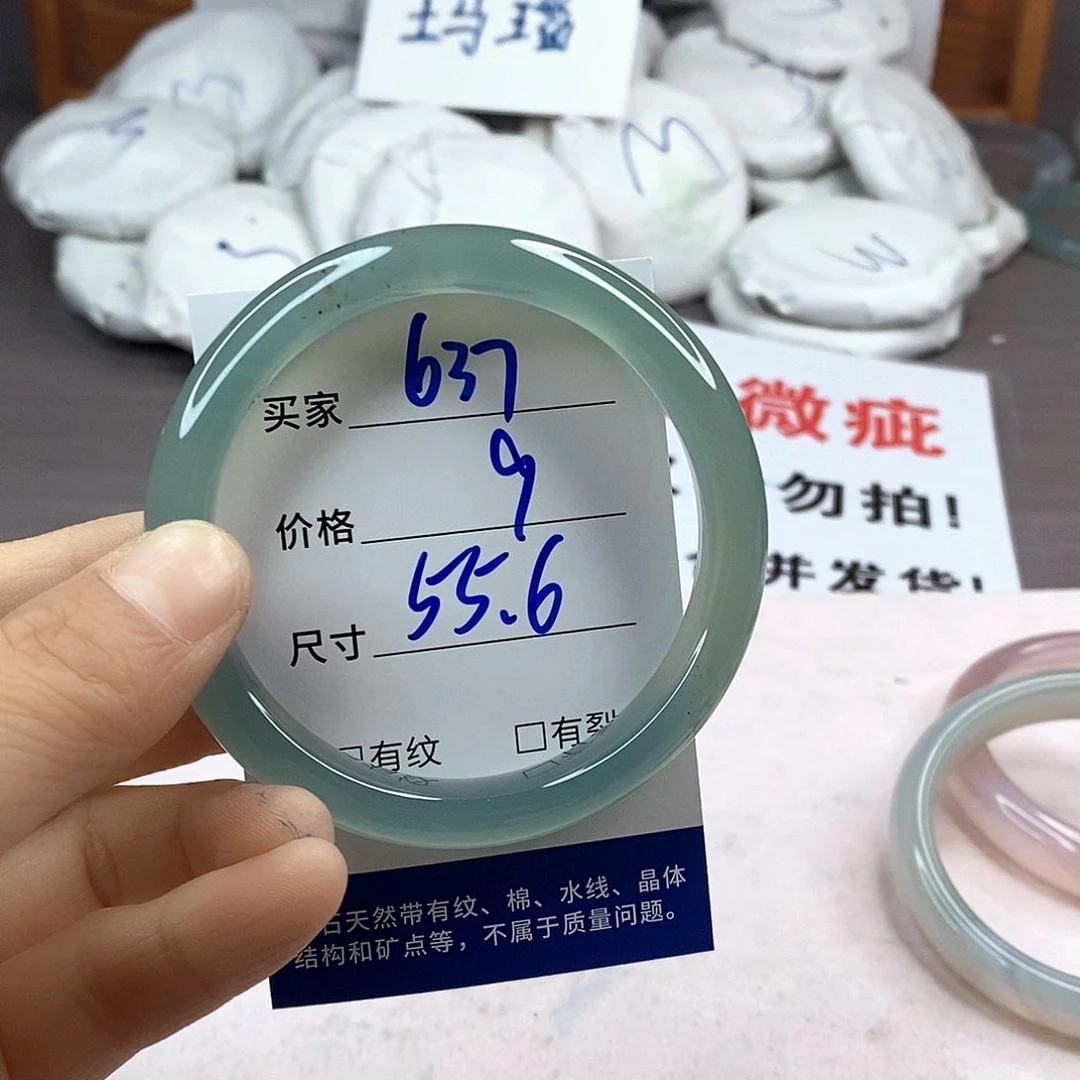 玛瑙
M
W
微疵
勿拍!
并发货!
买家 637
价格 9
尺寸 55.6
有纹 □有裂
石天然带有纹、棉、水线、晶体
结构和矿点等，不属于质量问题。